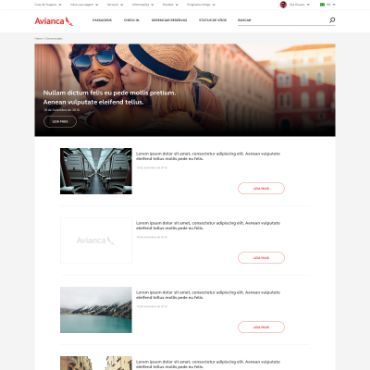 Avianca
PASSAGENS
CHECK-IN
GERENCIAR RESERVAS
STATUS DE VOOS
BUSCAR
Nullam dictum felis eu pede mollis pretium.
Aenean vulputate eleifend tellus.
LEIA MAIS
Lorem ipsum dolor sit amet, consectetur adipiscing elit. Aenean vulputate
eleifend tellus mollis pede eu felis.
LEIA MAIS
Avianca
Lorem ipsum dolor sit amet, consectetur adipiscing elit. Aenean vulputate
eleifend tellus mollis pede eu felis.
LEIA MAIS
Lorem ipsum dolor sit amet, consectetur adipiscing elit. Aenean vulputate
eleifend tellus mollis pede eu felis.
LEIA MAIS
Lorem ipsum dolor sit amet, consectetur adipiscing elit. Aenean vulputate
eleifend tellus mollis pede eu felis.